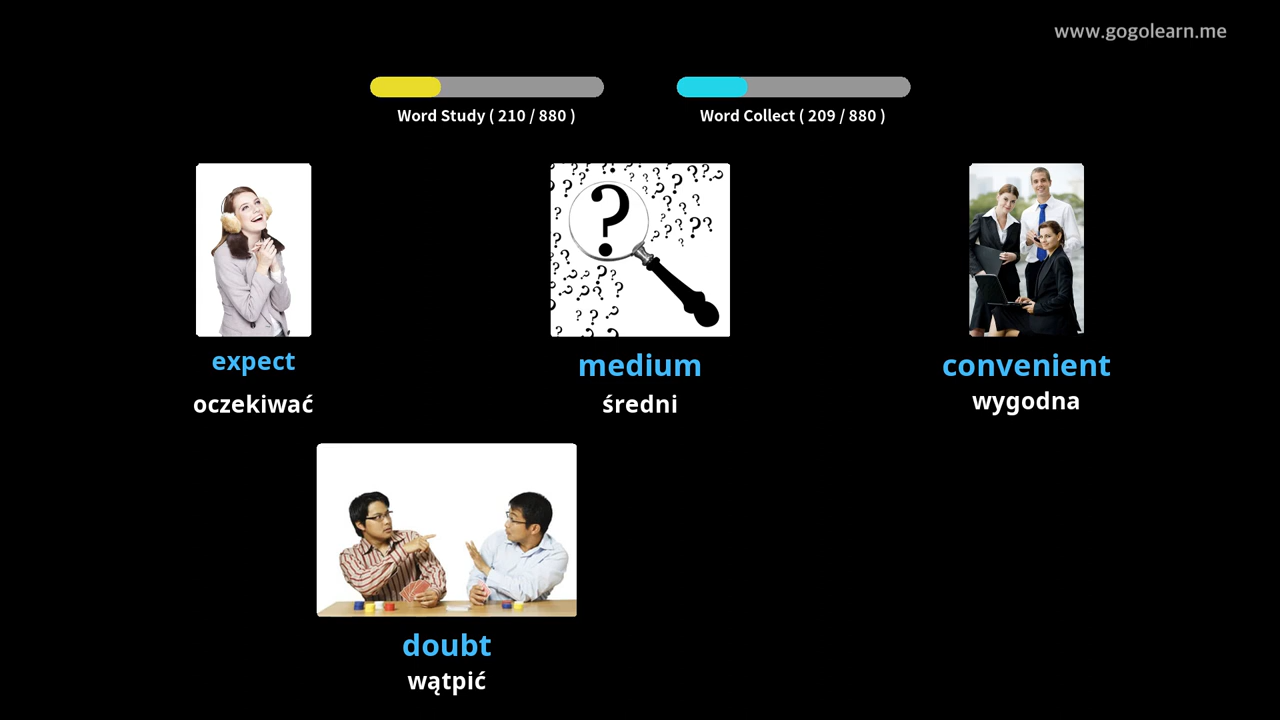 www.gogolearn.me
Word Study ( 210 / 880 )
Word Collect ( 209 / 880 )
expect
medium
convenient
oczekiwać
średni
wygodna
doubt
wątpić